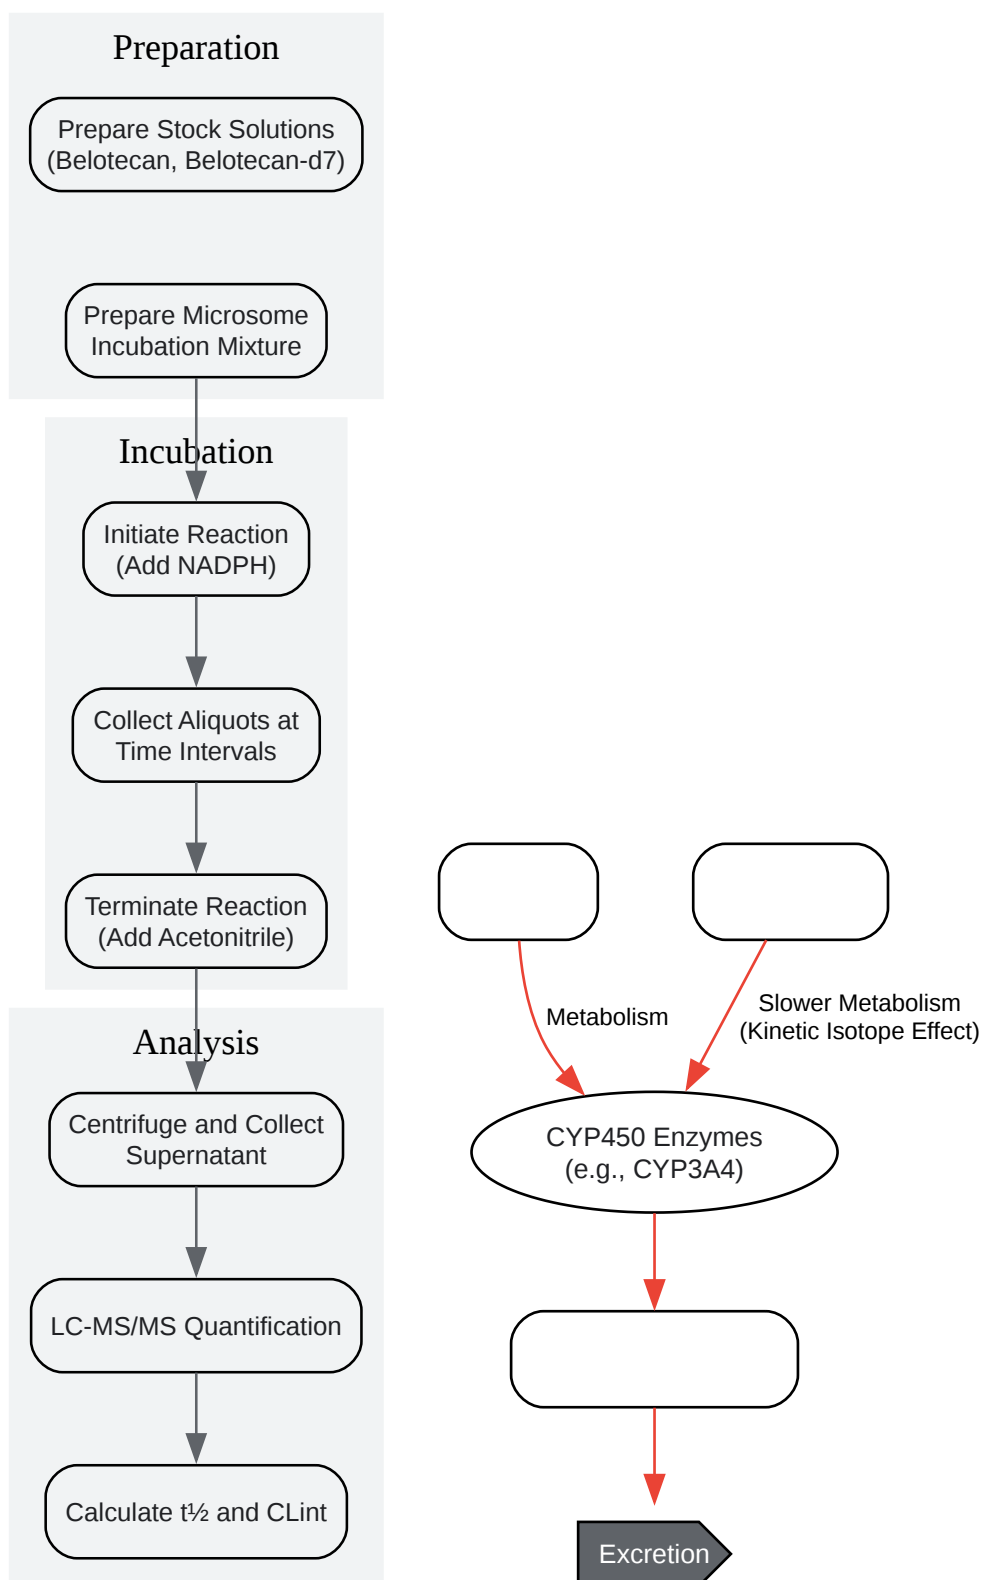 Preparation
Prepare Stock Solutions
(Belotecan, Belotecan-d7)
Prepare Microsome
Incubation Mixture
Incubation
Initiate Reaction
(Add NADPH)
Collect Aliquots at
Time Intervals
Terminate Reaction
(Add Acetonitrile)
Analysis
Centrifuge and Collect
Supernatant
LC-MS/MS Quantification
Calculate t½ and CLint
Metabolism
Slower Metabolism
(Kinetic Isotope Effect)
CYP450 Enzymes
(e.g., CYP3A4)
Excretion